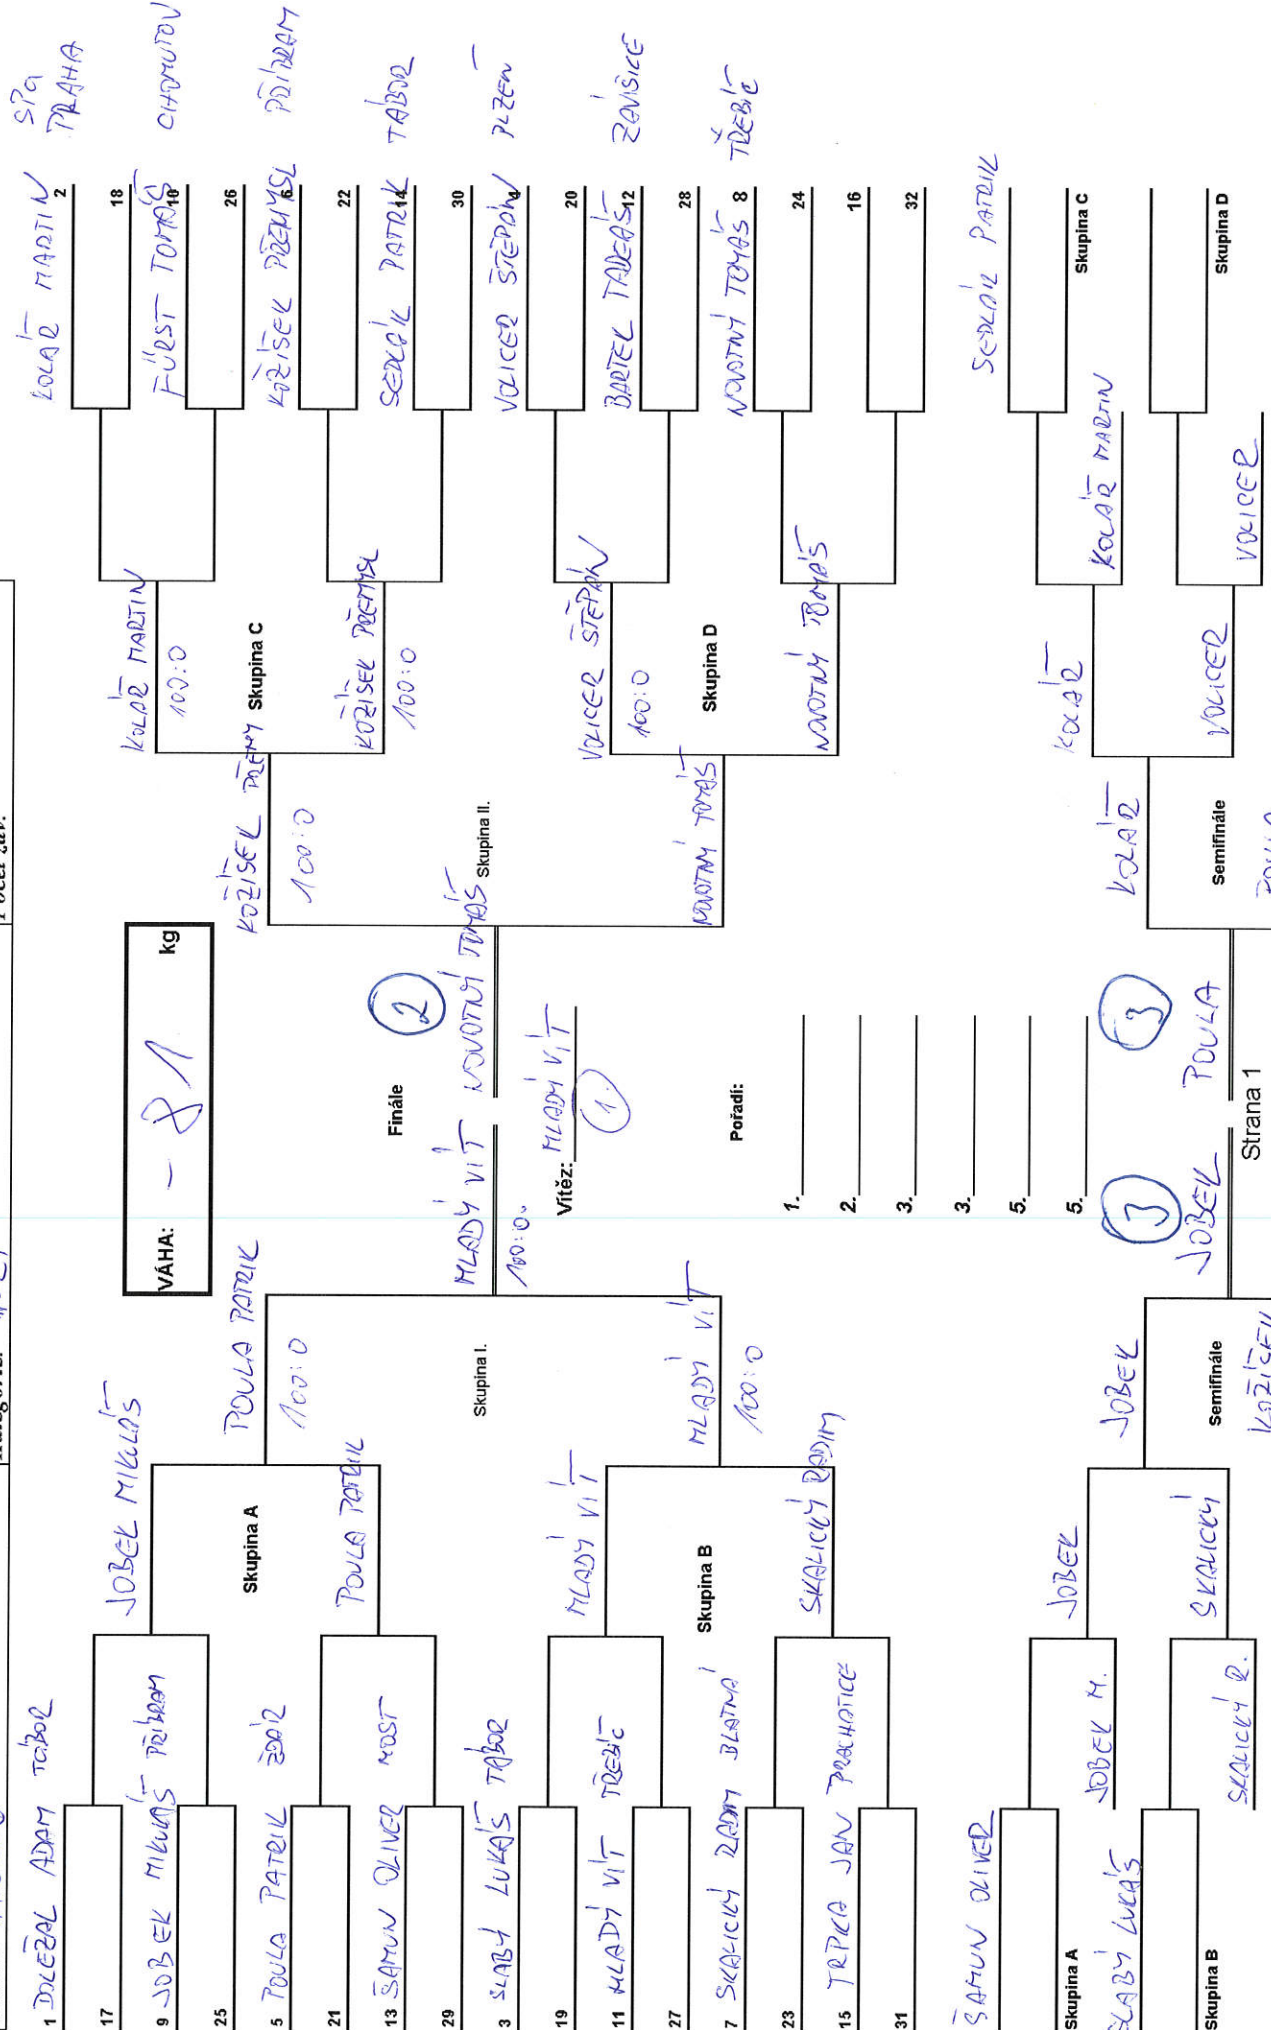 VÁHA: - 81 kg
1 DOLEŽAL ADAM TÁBOR
17
9 JOBEK MIKULÁŠ PŘÍBRAM
25
5 POULA PATRIK ŽĎÁR
21
13 ŠAMUN OLIVER MOST
29
3 SLABÝ LUKÁŠ TÁBOR
19
11 MLADÝ VÍT TŘEBÍČ
27
7 SKALICKÝ RADIM BLATNÁ
23
15 TRPKA JAN PRACHATICE
31
JOBEK MIKULÁŠ
Skupina A
POULA PATRIK
MLADÝ VÍT
Skupina B
SKALICKÝ RADIM
POULA PATRIK
100:0
Skupina I.
MLADÝ VÍT
100:0
Finále
2
MLADÝ VÍT NOVOTNÝ TOMÁŠ
100:0
Vítěz: MLADÝ VÍT
1.
Pořadí:
1.
2.
3.
3.
5.
5.
KOŽÍŠEK PŘEMY
100:0
Skupina II.
NOVOTNÝ TOMÁŠ
KOLÁŘ MARTIN
100:0
Skupina C
KOŽÍŠEK PŘEMYSL
100:0
VOLICER ŠTĚPÁN
100:0
Skupina D
NOVOTNÝ TOMÁŠ
KOLÁŘ MARTIN 2 PRAHA
18
FÜRST TOMÁŠ 10 CHOMUTOV
26
KOŽÍŠEK PŘEMYSL 6 PŘÍBRAM
22
SEDLÁK PATRIK 14 TÁBOR
30
VOLICER ŠTĚPÁN 4 PLZEŇ
20
BARTEK TADEÁŠ 12 ZÁVIŠICE
28
NOVOTNÝ TOMÁŠ 8 TŘEBÍČ
24
16
32
ŠAMUN OLIVER
Skupina A
JOBEK M.
SLABÝ LUKÁŠ
Skupina B
SKALICKÝ R.
JOBEK
SKALICKÝ
JOBEK
Semifinále
KOŽÍŠEK
3
3
JOBEK POULA
Strana 1
KOLÁŘ
Semifinále
POULA
KOLÁŘ
VOLICER
KOLÁŘ MARTIN
VOLICER
SEDLÁK PATRIK
Skupina C
Skupina D